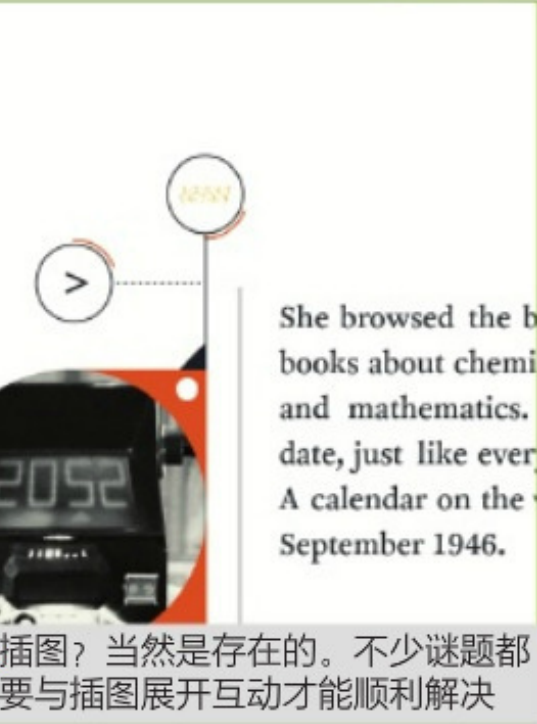 >
She browsed the b
books about chemi
and mathematics.
date, just like ever
A calendar on the
September 1946.
2052
插图？当然是存在的。不少谜题都
要与插图展开互动才能顺利解决